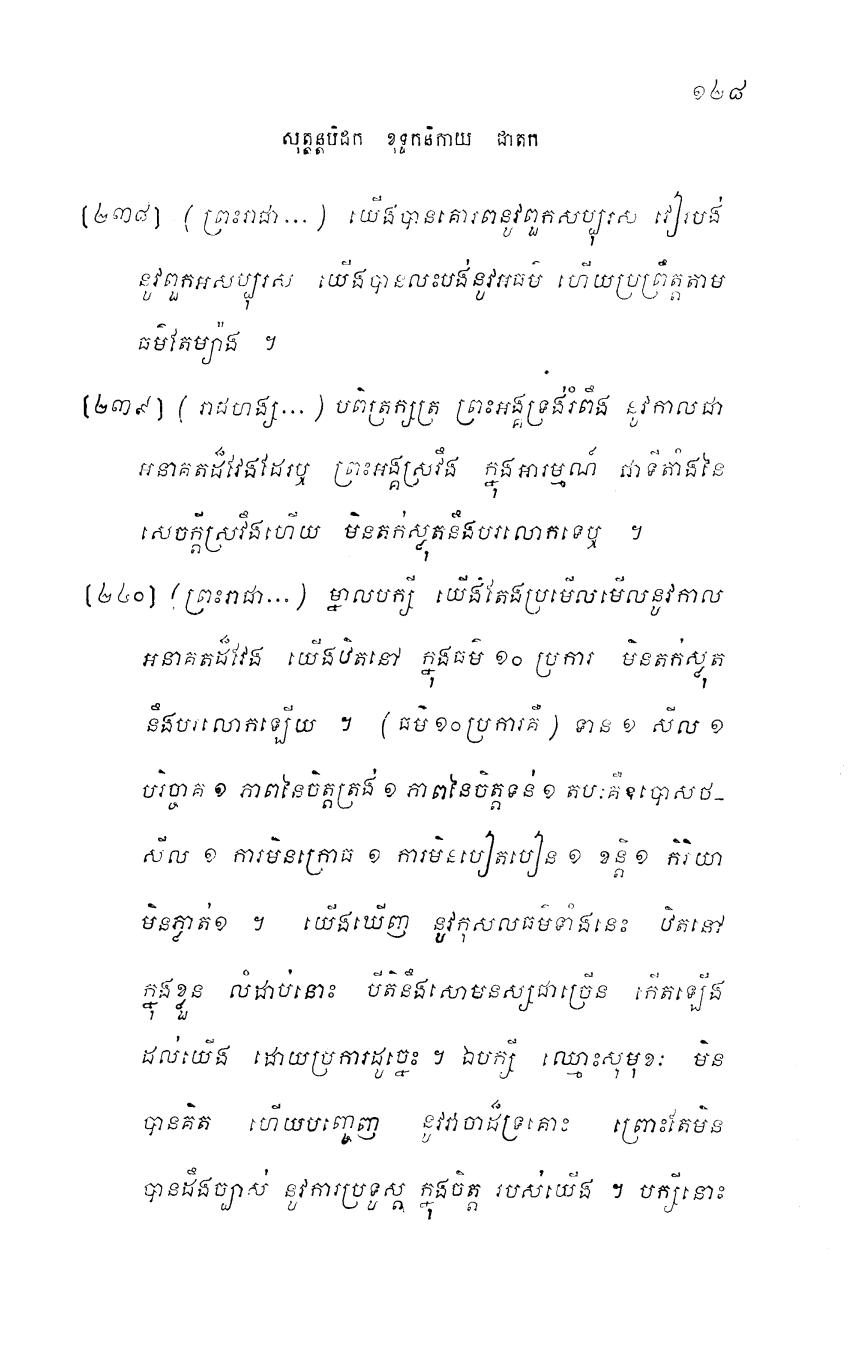 ១៤៨
សុត្តន្តបិដក ខុទ្ទកនិកាយ ជាតក
[២៣៨] (ព្រះរាជា...) យើងបានគោរពនូវពួកសប្បុរស វៀរបង់
នូវពួកអសប្បុរស យើងបានលះបង់នូវអធម៌ ហើយប្រព្រឹត្តតាម
ធម៌តែម្យ៉ាង ។
[២៣៩] (រាជហង្ស...) បពិត្រក្សត្រ ព្រះអង្គទ្រង់រំពឹង នូវកាលជា
អនាគតដ៏វែងដែរឬ ព្រះអង្គស្រវឹង ក្នុងអារម្មណ៍ ជាទីតាំងនៃ
សេចក្តីស្រវឹងហើយ មិនតក់ស្លុតនឹងបរលោកទេឬ ។
[២៤០] (ព្រះរាជា...) ម្នាលបក្សី យើងតែងប្រមើលមើលនូវកាល
អនាគតដ៏វែង យើងឋិតនៅ ក្នុងធម៌ ១០ ប្រការ មិនតក់ស្លុត
នឹងបរលោកឡើយ ។ (ធម៌ ១០ ប្រការគឺ) ទាន ១ សីល ១
បរិច្ចាគ ១ ភាពនៃចិត្តត្រង់ ១ ភាពនៃចិត្តទន់ ១ តបៈគឺឧបោសថ-
សីល ១ ការមិនក្រោធ ១ ការមិនបៀតបៀន ១ ខន្តី ១ កិរិយា
មិនភ្លាត់ ១ ។ យើងឃើញ នូវកុសលធម៌ទាំងនេះ ឋិតនៅ
ក្នុងខ្លួន លំដាប់នោះ បីតិនឹងសោមនស្សជាច្រើន កើតឡើង
ដល់យើង ដោយប្រការដូច្នេះ ។ ឯបក្សី ឈ្មោះសុមុខៈ មិន
បានគិត ហើយបញ្ចេញ នូវវាចាដ៏ទ្រគោះ ព្រោះតែមិន
បានដឹងច្បាស់ នូវការប្រទូស្ត ក្នុងចិត្ត របស់យើង ។ បក្សីនោះ